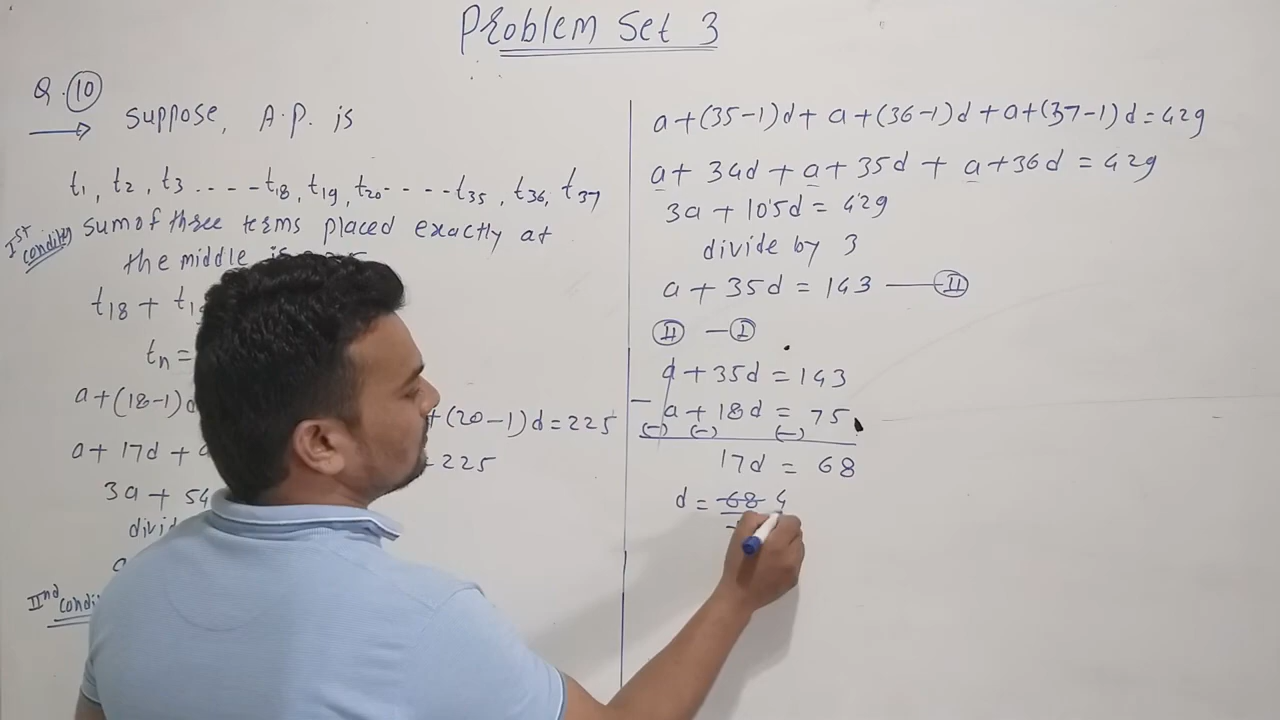 Problem Set 3
Q. 10
→ suppose, A.P. is
t1, t2, t3 ----- t18, t19, t20 ----- t35, t36, t37
Ist condition sum of three terms placed exactly at
the middle is
t18 + t1
tn =
a+(18-1)d +(20-1)d = 225
a + 17d + = 225
3a + 54
divi
IInd condi
a+(35-1)d + a+(36-1)d + a+(37-1)d = 429
a + 34d + a + 35d + a + 36d = 429
3a + 105d = 429
divide by 3
a + 35d = 143 —— II
II — I
a + 35d = 143
- a + 18d = 75
(-) (-) (-)
17d = 68
d = 68 4